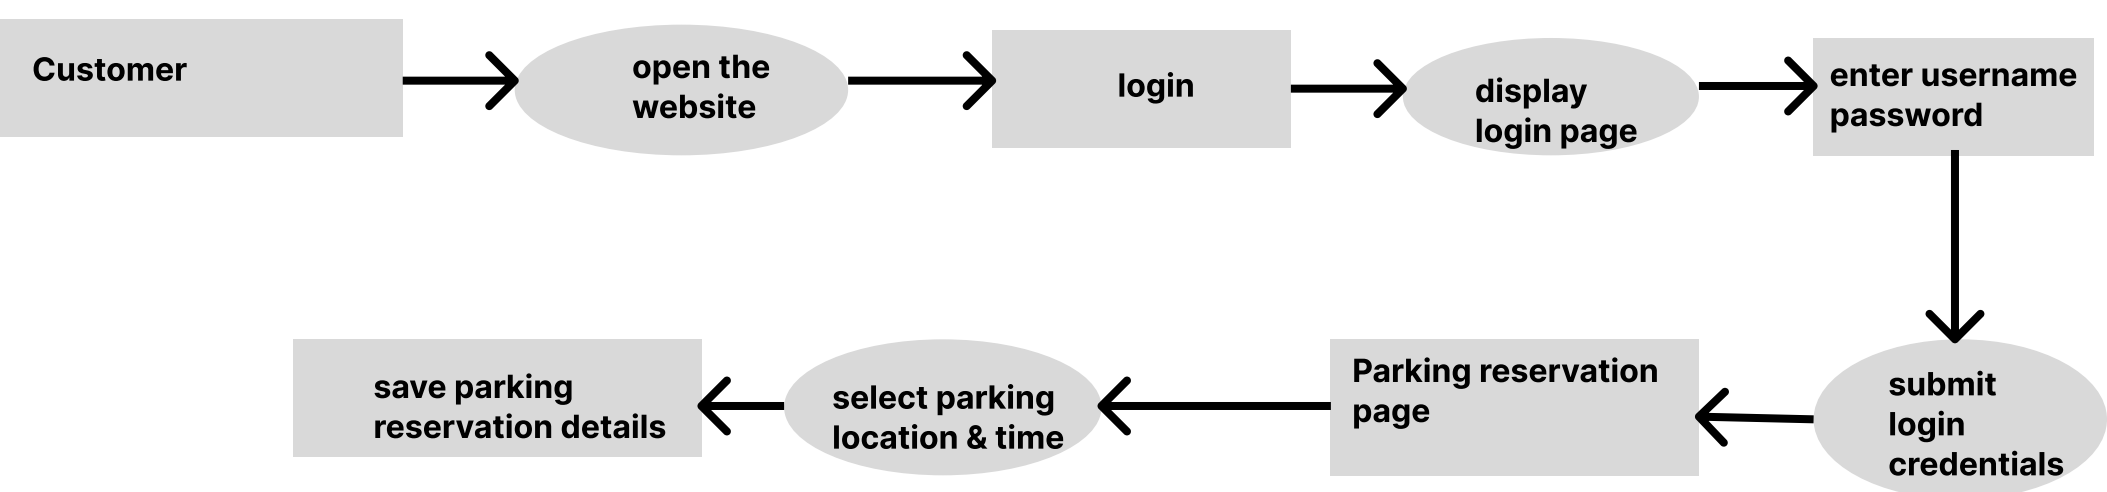 Customer
open the
website
login
display
login page
enter username
password
submit
login
credentials
Parking reservation
page
select parking
location & time
save parking
reservation details